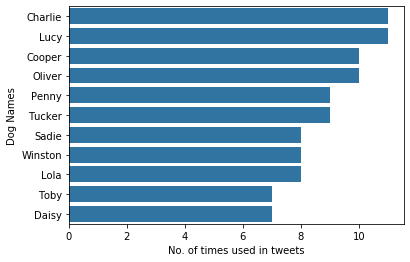 Charlie
Lucy
Cooper
Oliver
Penny
Tucker
Sadie
Winston
Lola
Toby
Daisy
Dog Names
0 2 4 6 8 10
No. of times used in tweets